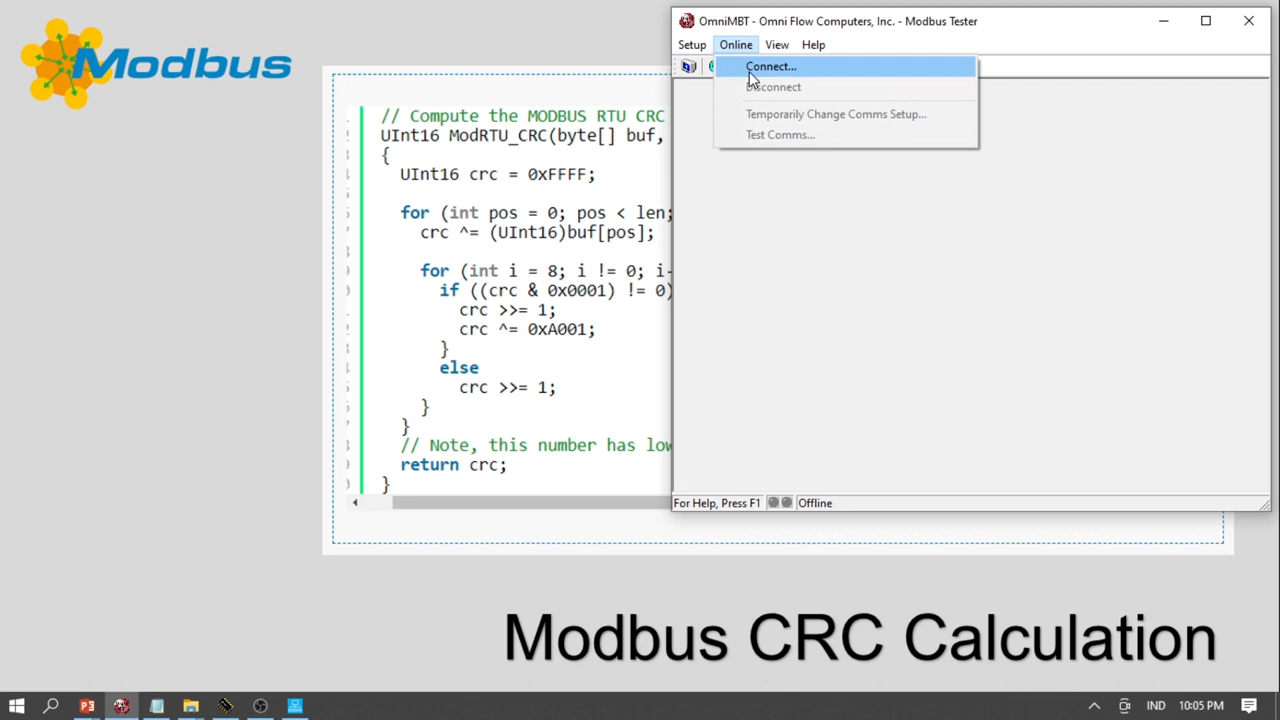 Modbus
OmniMBT - Omni Flow Computers, Inc. - Modbus Tester
Setup Online View Help
Connect...
Disconnect
Temporarily Change Comms Setup...
Test Comms...
// Compute the MODBUS RTU CRC
UInt16 ModRTU_CRC(byte[] buf,
{
UInt16 crc = 0xFFFF;
for (int pos = 0; pos < len;
crc ^= (UInt16)buf[pos];
for (int i = 8; i != 0; i-
if ((crc & 0x0001) != 0)
crc >>= 1;
crc ^= 0xA001;
}
else
crc >>= 1;
}
}
// Note, this number has low
return crc;
}
For Help, Press F1 Offline
Modbus CRC Calculation
IND 10:05 PM